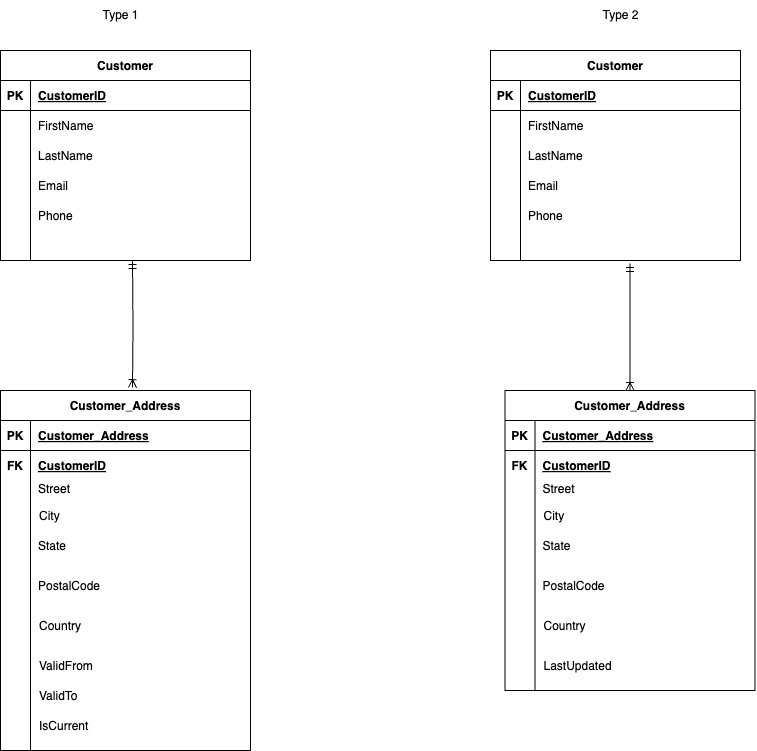 Type 1
Customer
PK CustomerID
FirstName
LastName
Email
Phone
Customer_Address
PK Customer_Address
FK CustomerID
Street
City
State
PostalCode
Country
ValidFrom
ValidTo
IsCurrent
Type 2
Customer
PK CustomerID
FirstName
LastName
Email
Phone
Customer_Address
PK Customer_Address
FK CustomerID
Street
City
State
PostalCode
Country
LastUpdated